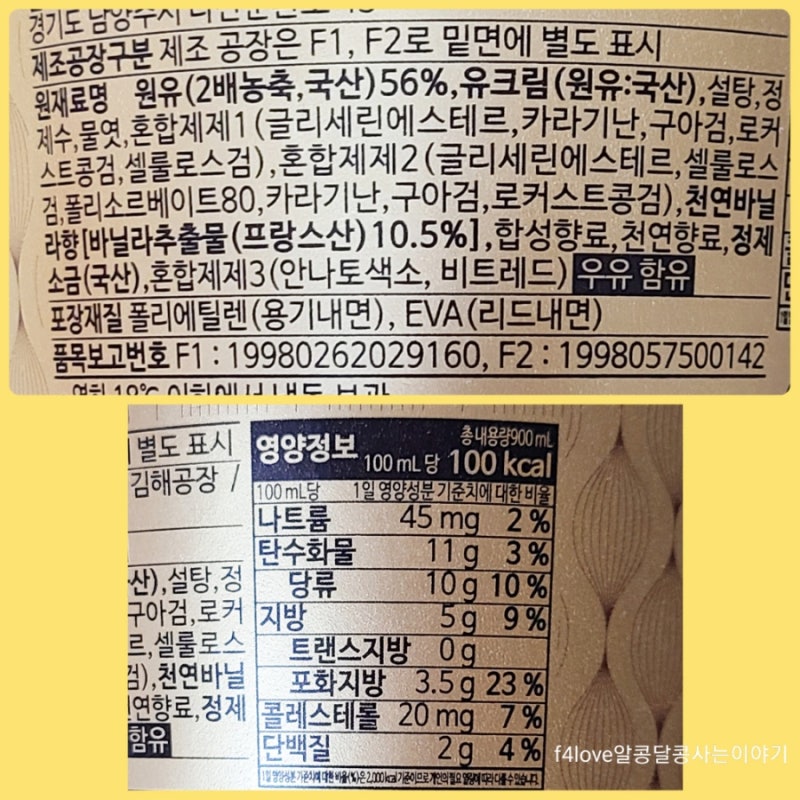 경기도 남양주시
제조공장구분 제조 공장은 F1, F2로 밑면에 별도 표시
원재료명 원유(2배농축,국산)56%,유크림(원유:국산),설탕,정
제수,물엿,혼합제제1(글리세린에스테르,카라기난,구아검,로커
스트콩검,셀룰로스검),혼합제제2(글리세린에스테르,셀룰로스
검,폴리소르베이트80,카라기난,구아검,로커스트콩검),천연바닐
라향[바닐라추출물(프랑스산)10.5%],합성향료,천연향료,정제
소금(국산),혼합제제3(안나토색소, 비트레드) 우유 함유
포장재질 폴리에틸렌(용기내면), EVA(리드내면)
품목보고번호 F1 : 19980262029160, F2 : 1998057500142
영하 18℃ 이하에서 냉동 보관
별도 표시
김해공장 /
산),설탕,정
구아검,로커
르,셀룰로스
검),천연바닐
연향료,정제
함유
영양정보 총 내용량 900 mL
100 mL 당 100 kcal
100 mL당 1일 영양성분 기준치에 대한 비율
나트륨 45 mg 2 %
탄수화물 11 g 3 %
당류 10 g 10 %
지방 5 g 9 %
트랜스지방 0 g
포화지방 3.5 g 23 %
콜레스테롤 20 mg 7 %
단백질 2 g 4 %
1일 영양성분 기준치에 대한 비율(%)은 2,000 kcal 기준이므로 개인의 필요 열량에 따라 다를 수 있습니다.
f4love알콩달콩사는이야기